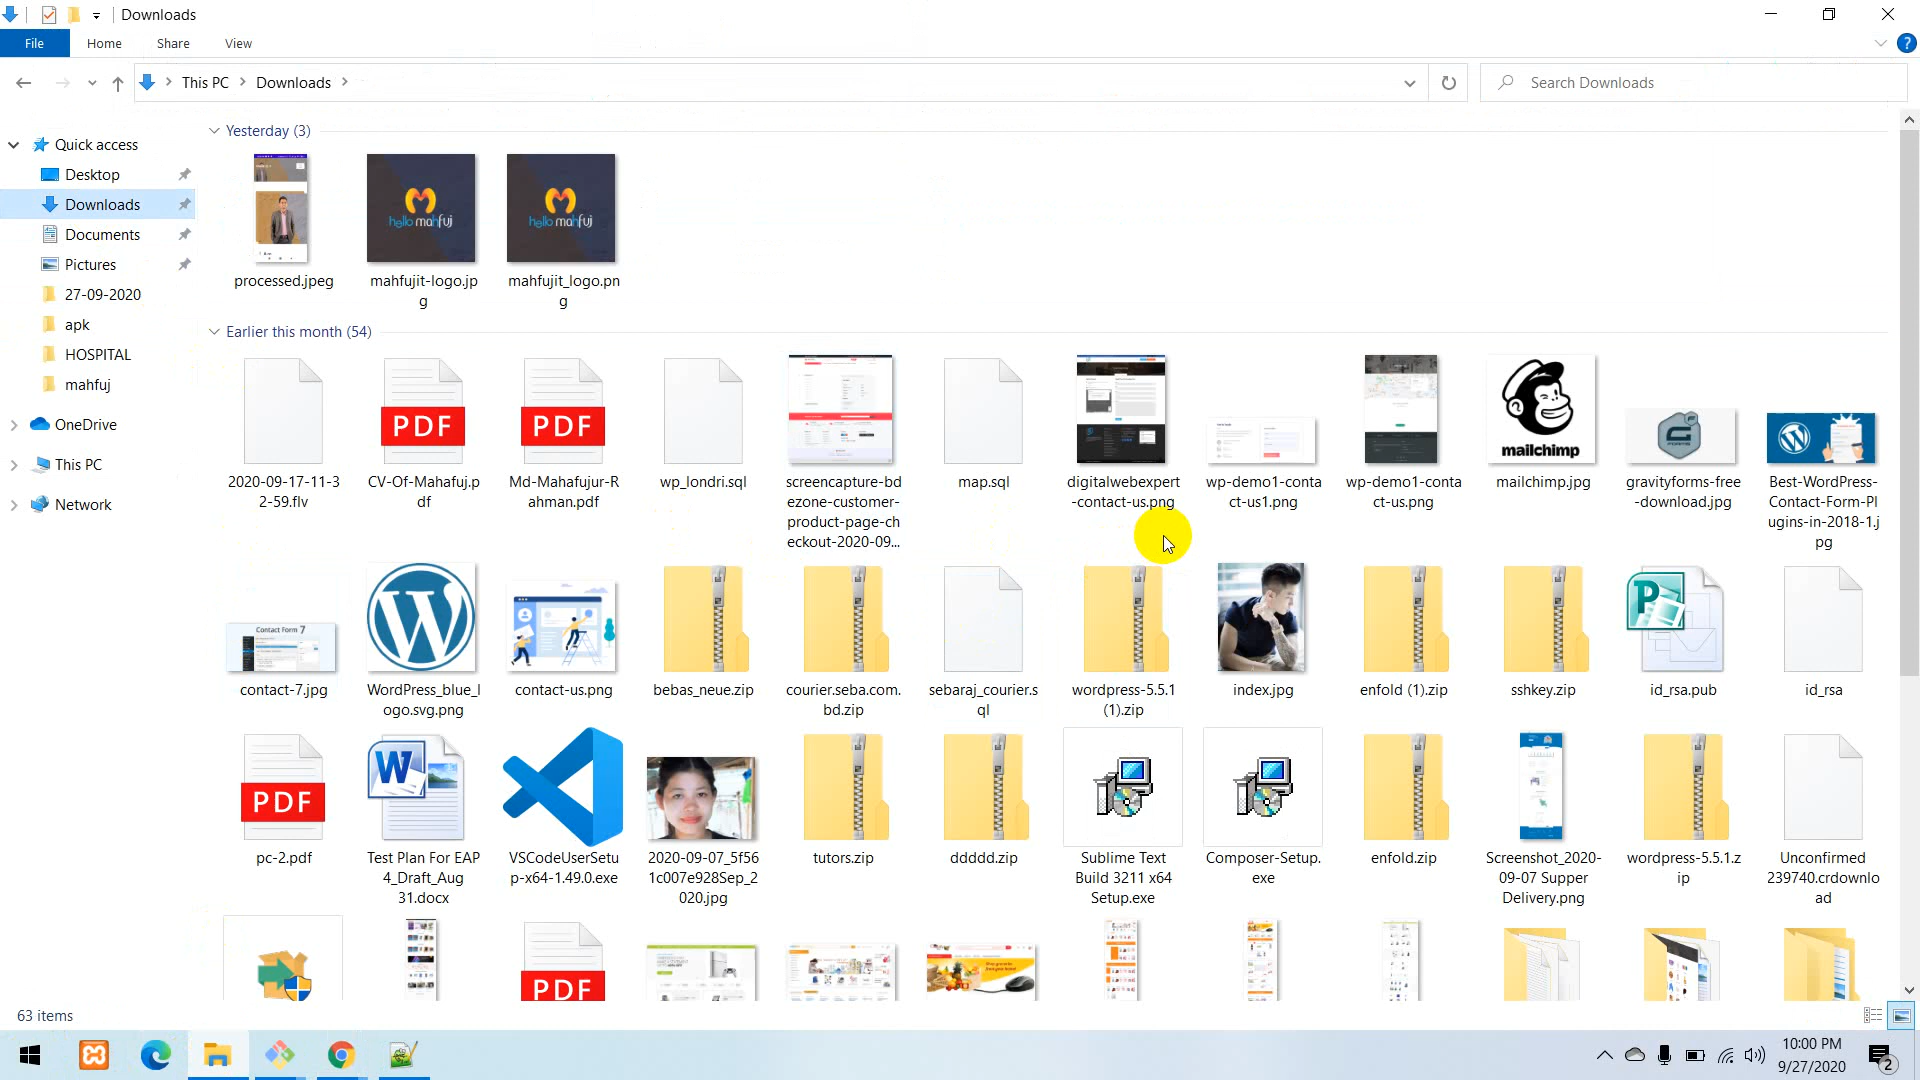 Downloads
File
Home
Share
View
This PC
Downloads
Search Downloads
Quick access
Desktop
Downloads
Documents
Pictures
27-09-2020
apk
HOSPITAL
mahfuj
OneDrive
This PC
Network
Yesterday (3)
hello mahfuj
hello mahfuj
processed.jpeg
mahfujit-logo.jp
g
mahfujit_logo.pn
g
Earlier this month (54)
PDF
PDF
mailchimp
2020-09-17-11-3
2-59.flv
CV-Of-Mahafuj.p
df
Md-Mahafujur-R
ahman.pdf
wp_londri.sql
screencapture-bd
ezone-customer-
product-page-ch
eckout-2020-09...
map.sql
digitalwebexpert
-contact-us.png
wp-demo1-conta
ct-us1.png
wp-demo1-conta
ct-us.png
mailchimp.jpg
gravityforms-free
-download.jpg
Best-WordPress-
Contact-Form-Pl
ugins-in-2018-1.j
pg
Contact Form 7
contact-7.jpg
WordPress_blue_l
ogo.svg.png
contact-us.png
bebas_neue.zip
courier.seba.com.
bd.zip
sebaraj_courier.s
ql
wordpress-5.5.1
(1).zip
index.jpg
enfold (1).zip
sshkey.zip
id_rsa.pub
id_rsa
PDF
pc-2.pdf
Test Plan For EAP
4_Draft_Aug
31.docx
VSCodeUserSetu
p-x64-1.49.0.exe
2020-09-07_5f56
1c007e928Sep_2
020.jpg
tutors.zip
ddddd.zip
Sublime Text
Build 3211 x64
Setup.exe
Composer-Setup.
exe
enfold.zip
Screenshot_2020-
09-07 Supper
Delivery.png
wordpress-5.5.1.z
ip
Unconfirmed
239740.crdownlo
ad
PDF
63 items
10:00 PM
9/27/2020
2